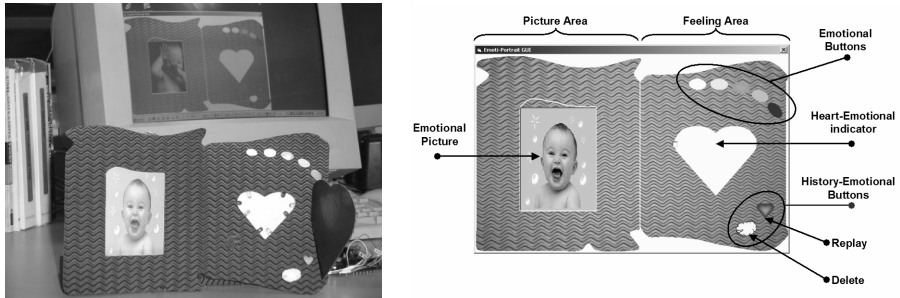 Picture Area
Feeling Area
Emoti-Portrait GUI
Emotional
Buttons
Heart-Emotional
indicator
Emotional
Picture
History-Emotional
Buttons
Replay
Delete